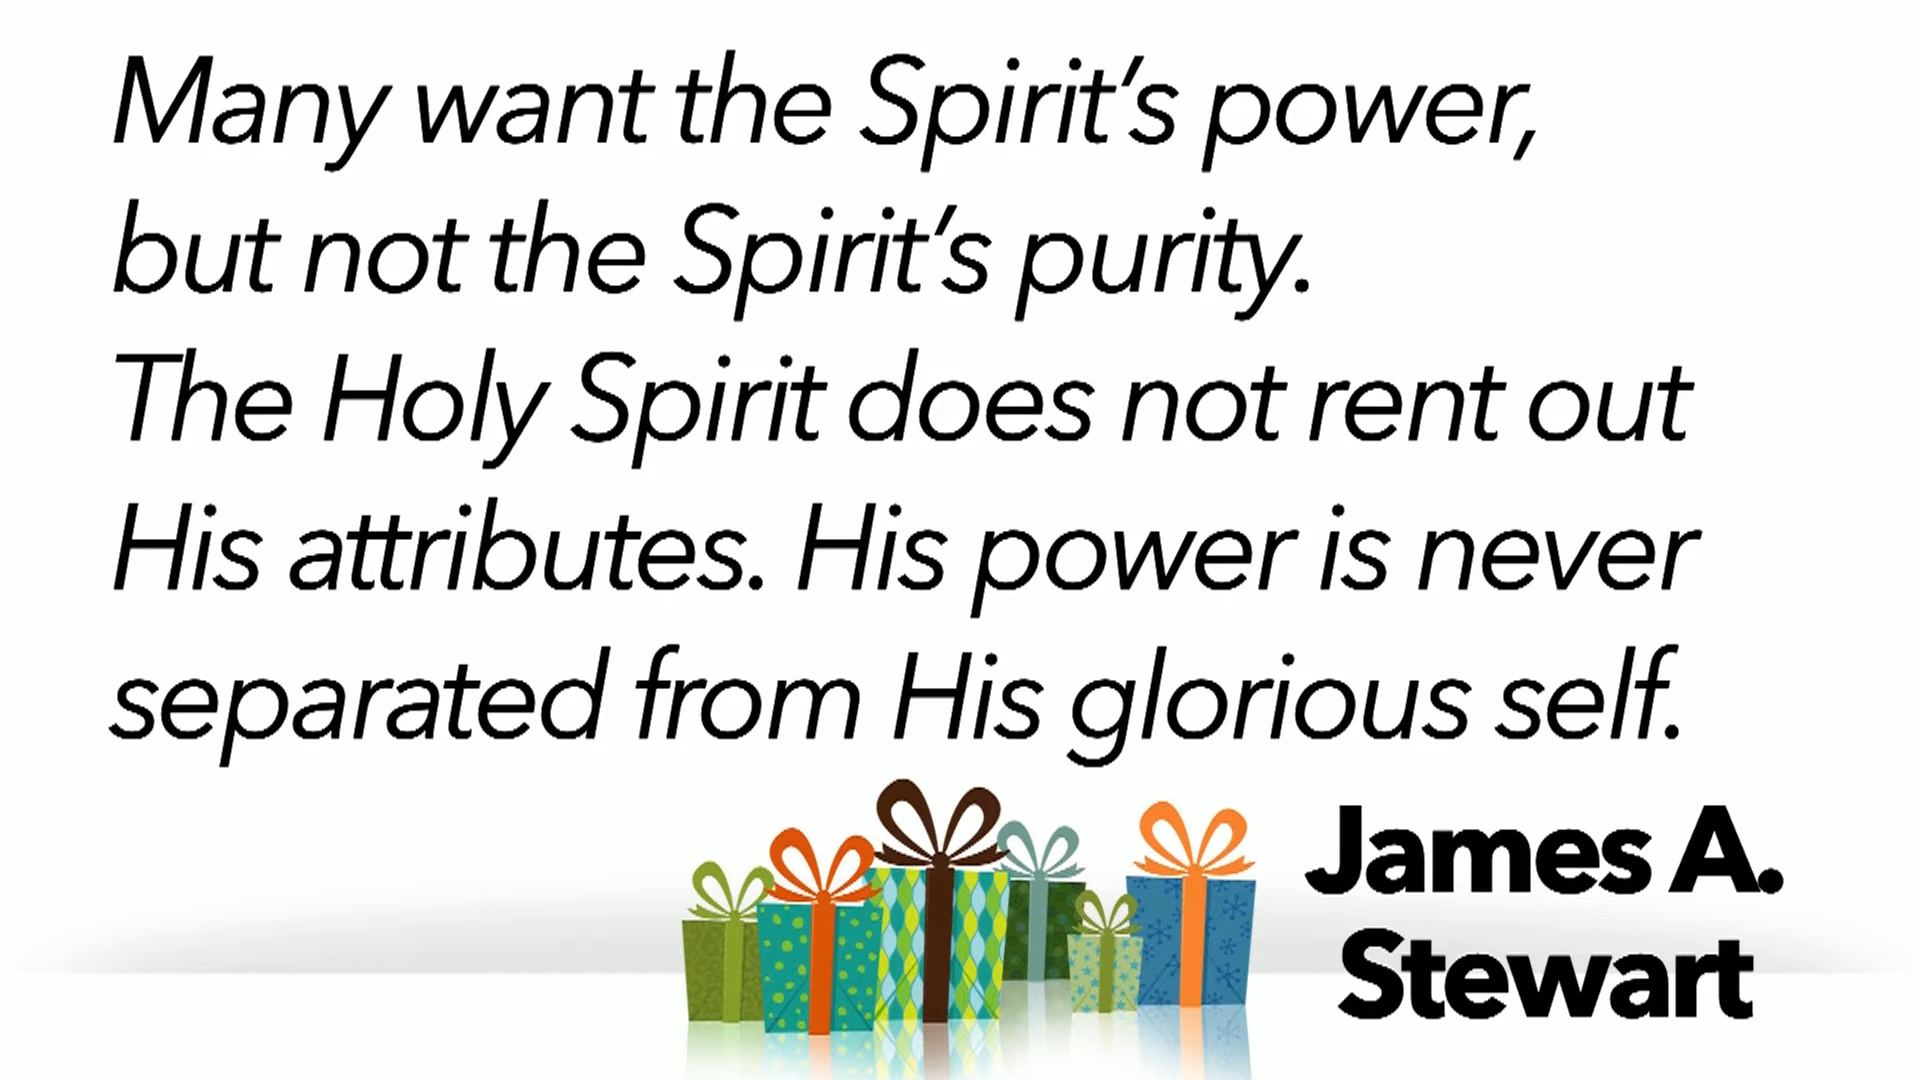 Many want the Spirit’s power,
but not the Spirit’s purity.
The Holy Spirit does not rent out
His attributes. His power is never
separated from His glorious self.
James A.
Stewart